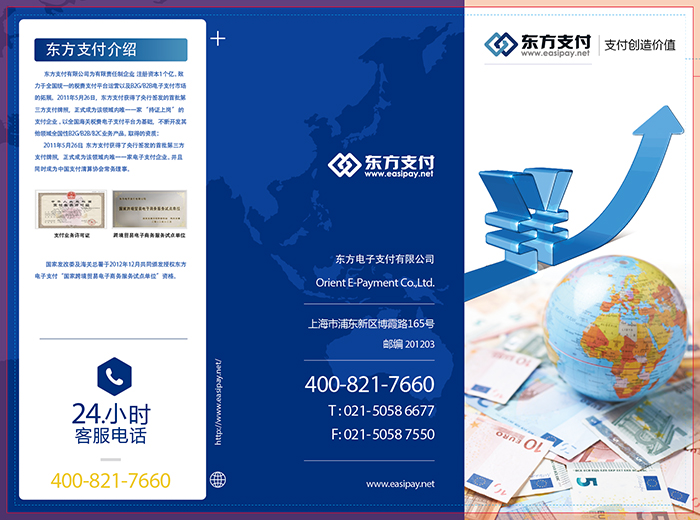 东方支付介绍
东方支付有限公司为有限责任制企业 注册资本1个亿,致
力于全国统一的税费支付平台运营以及B2G/B2B电子支付市场
的拓展。2011年5月26日，东方支付获得了央行签发的首批第
三方支付牌照，正式成为该领域内唯一一家“持证上岗”的
支付企业。以全国海关税费电子支付平台为基础，不断开发其
他领域全国性B2G/B2B/B2C业务产品。取得的资质：
2011年5月26日 东方支付获得了央行签发的首批第三方
支付牌照，正式成为该领域内唯一一家电子支付企业。并且
同时成为中国支付清算协会常务理事。
支付业务许可证
跨境贸易电子商务服务试点单位
国家发改委及海关总署于2012年12月共同颁发授权东方
电子支付“国家跨境贸易电子商务服务试点单位”资格。
24.小时
客服电话
400-821-7660
东方支付
www.easipay.net
东方电子支付有限公司
Orient E-Payment Co.,Ltd.
上海市浦东新区博霞路165号
邮编 201203
400-821-7660
T : 021-5058 6677
F: 021-5058 7550
http://www.easipay.net/
www.easipay.net
东方支付
www.easipay.net
支付创造价值
10 EURO
10
5